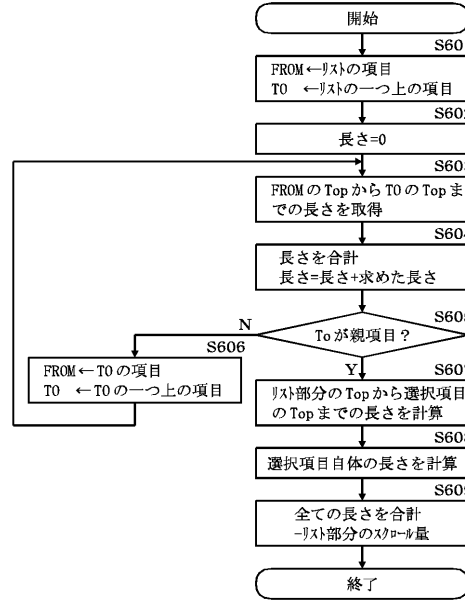 開始
S601
FROM←リストの項目
TO ←リストの一つ上の項目
S602
長さ=0
S603
FROMのTopからTOのTopま
での長さを取得
S604
長さを合計
長さ=長さ+求めた長さ
S605
Toが親項目？
N
Y
S606
FROM←TOの項目
TO ←TOの一つ上の項目
S607
リスト部分のTopから選択項目
のTopまでの長さを計算
S608
選択項目自体の長さを計算
S609
全ての長さを合計
-リスト部分のスクロール量
終了